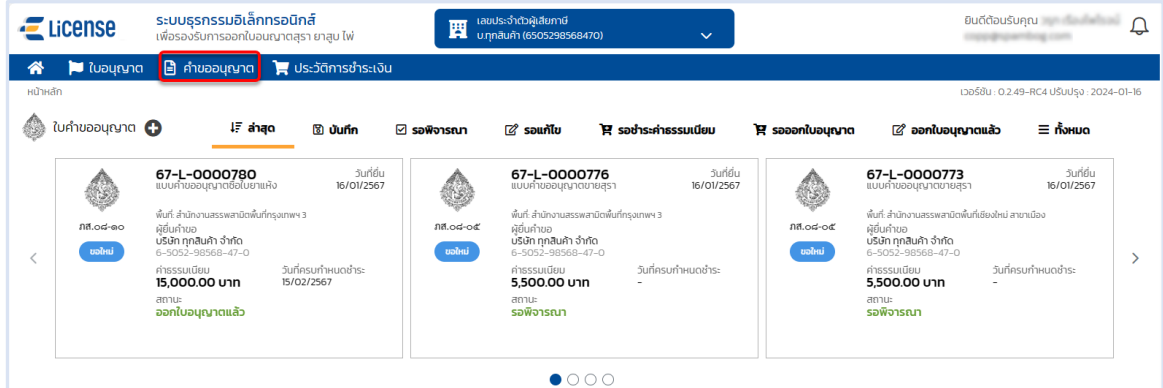 License
ระบบธุรกรรมอิเล็กทรอนิกส์
เพื่อรองรับการออกใบอนุญาตสุรา ยาสูบ ไพ่
เลขประจำตัวผู้เสียภาษี
บ.ทุกสินค้า (6505298568470)
ยินดีต้อนรับคุณ
ใบอนุญาต คำขออนุญาต ประวัติการชำระเงิน
หน้าหลัก
เวอร์ชัน : 0.2.49-RC4 ปรับปรุง : 2024-01-16
ใบคำขออนุญาต ล่าสุด บันทึก รอพิจารณา รอแก้ไข รอชำระค่าธรรมเนียม รอออกใบอนุญาต ออกใบอนุญาตแล้ว ทั้งหมด
ภส.๐๘-๑๐
ขอใหม่
67-L-0000780
แบบคำขออนุญาตซื้อใบยาแห้ง
วันที่ยื่น
16/01/2567
พื้นที่: สำนักงานสรรพสามิตพื้นที่กรุงเทพฯ 3
ผู้ยื่นคำขอ
บริษัท ทุกสินค้า จำกัด
6-5052-98568-47-0
ค่าธรรมเนียม
15,000.00 บาท
วันที่ครบกำหนดชำระ
15/02/2567
สถานะ
ออกใบอนุญาตแล้ว
ภส.๐๘-๐๕
ขอใหม่
67-L-0000776
แบบคำขออนุญาตขายสุรา
วันที่ยื่น
16/01/2567
พื้นที่: สำนักงานสรรพสามิตพื้นที่กรุงเทพฯ 3
ผู้ยื่นคำขอ
บริษัท ทุกสินค้า จำกัด
6-5052-98568-47-0
ค่าธรรมเนียม
5,500.00 บาท
วันที่ครบกำหนดชำระ
-
สถานะ
รอพิจารณา
ภส.๐๘-๐๕
ขอใหม่
67-L-0000773
แบบคำขออนุญาตขายสุรา
วันที่ยื่น
16/01/2567
พื้นที่: สำนักงานสรรพสามิตพื้นที่เชียงใหม่ สาขาเมือง
ผู้ยื่นคำขอ
บริษัท ทุกสินค้า จำกัด
6-5052-98568-47-0
ค่าธรรมเนียม
5,500.00 บาท
วันที่ครบกำหนดชำระ
-
สถานะ
รอพิจารณา